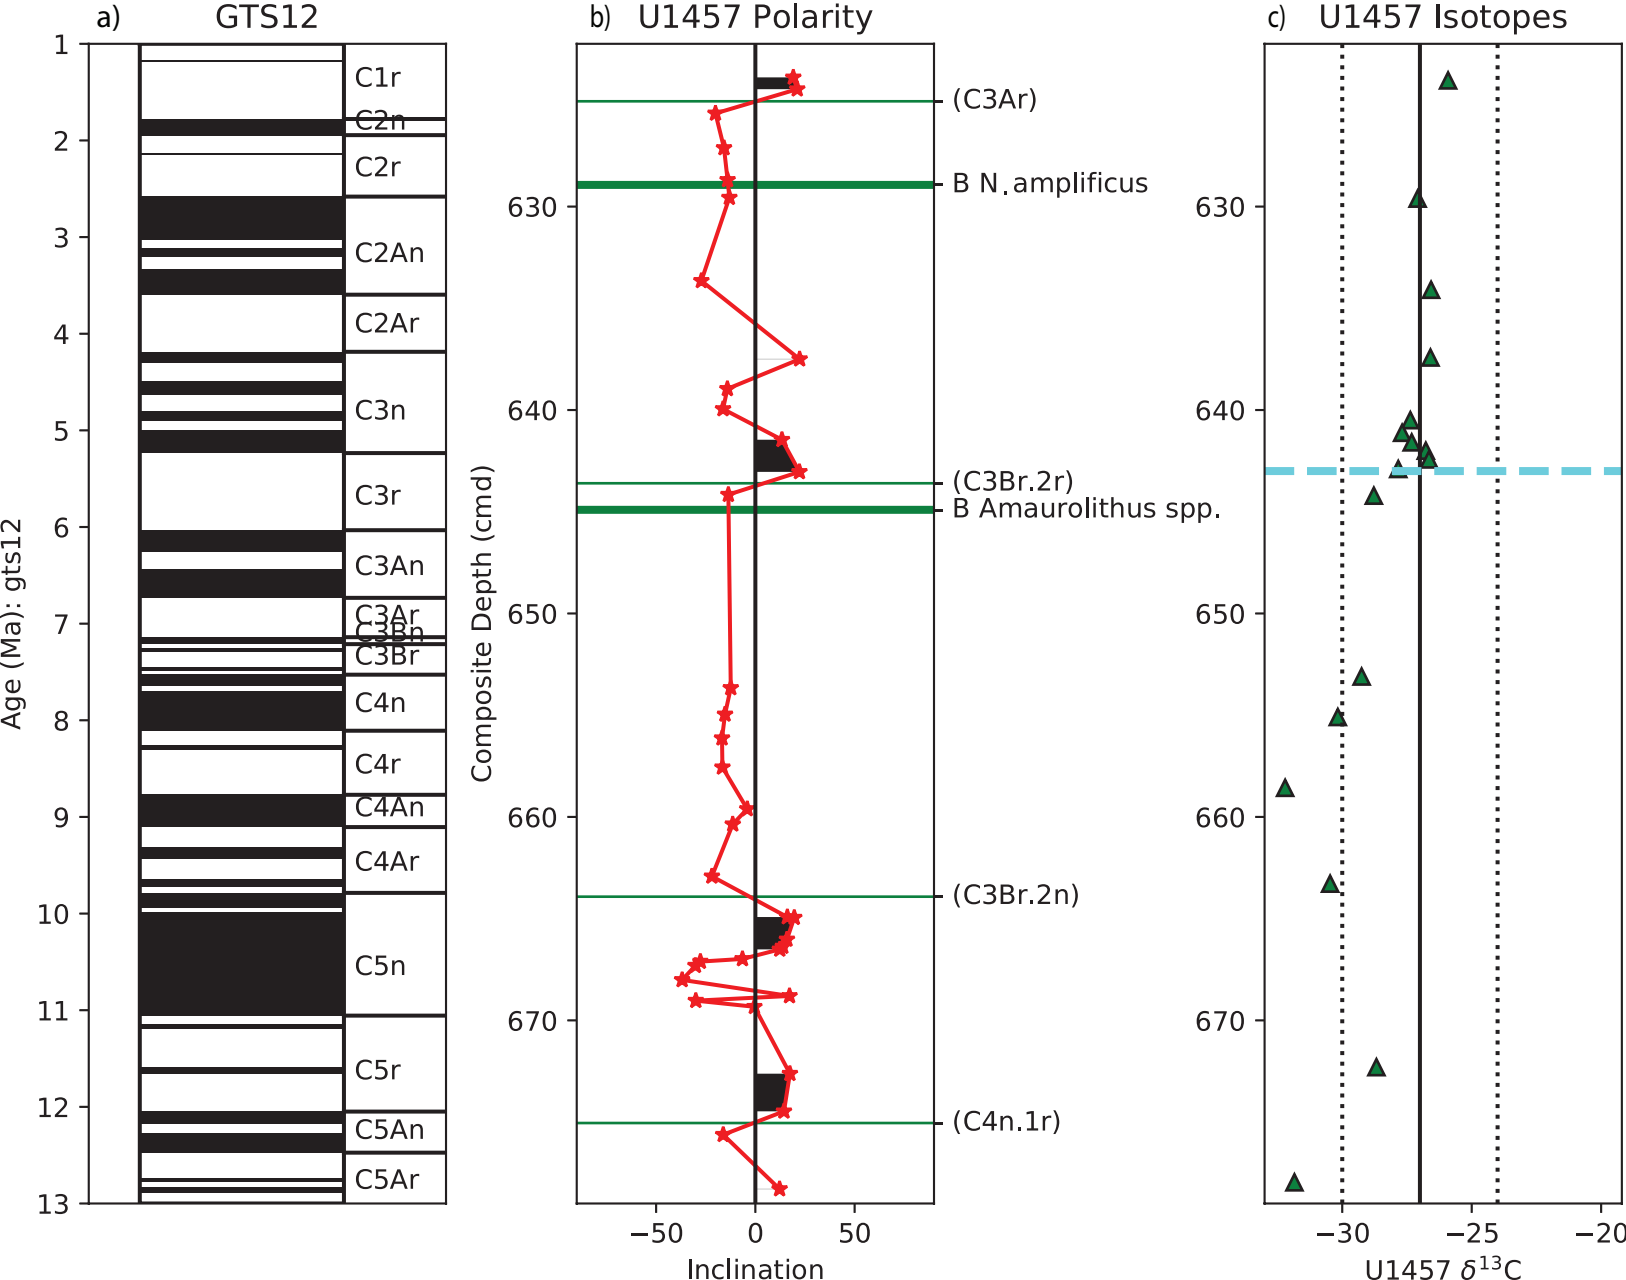 a) GTS12
b) U1457 Polarity
c) U1457 Isotopes
Age (Ma): gts12
1
2
3
4
5
6
7
8
9
10
11
12
13
C1r
C2n
C2r
C2An
C2Ar
C3n
C3r
C3An
C3Ar
C3Bn
C3Br
C4n
C4r
C4An
C4Ar
C5n
C5r
C5An
C5Ar
Composite Depth (cmd)
630
640
650
660
670
(C3Ar)
B N. amplificus
(C3Br.2r)
B Amaurolithus spp.
(C3Br.2n)
(C4n.1r)
−50 0 50
Inclination
630
640
650
660
670
−30 −25 −20
U1457 δ¹³C